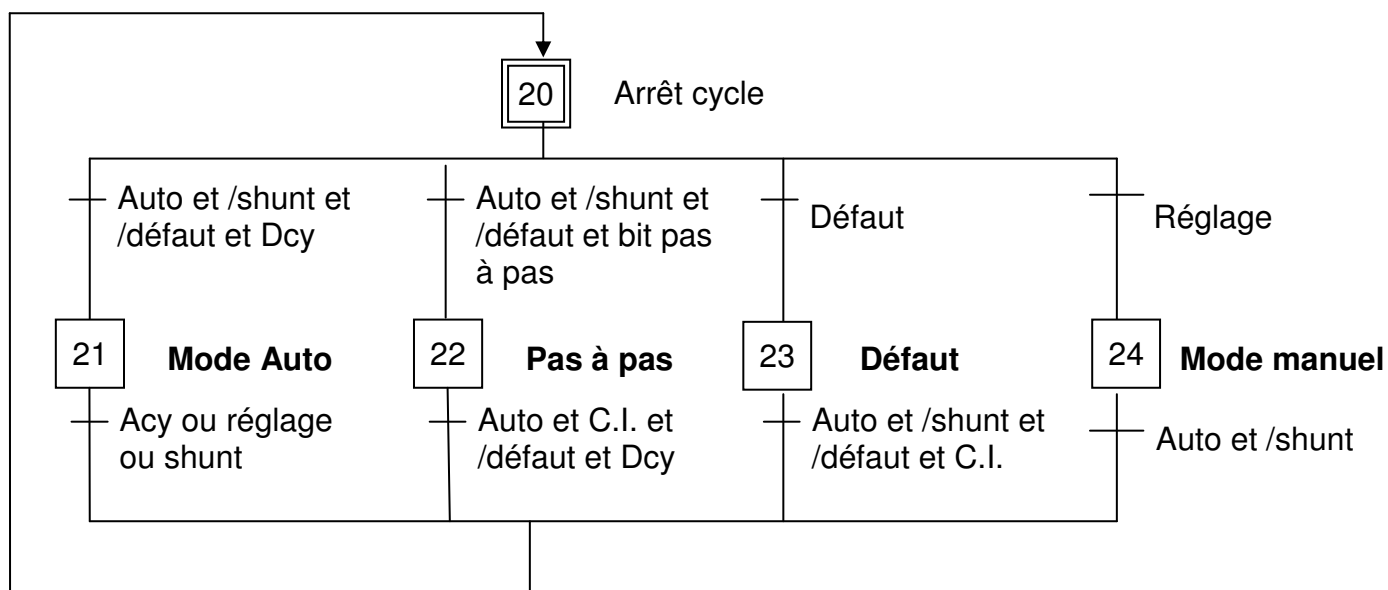 20
Arrêt cycle
Auto et /shunt et
/défaut et Dcy
Auto et /shunt et
/défaut et bit pas
à pas
Défaut
Réglage
21
Mode Auto
22
Pas à pas
23
Défaut
24
Mode manuel
Acy ou réglage
ou shunt
Auto et C.I. et
/défaut et Dcy
Auto et /shunt et
/défaut et C.I.
Auto et /shunt